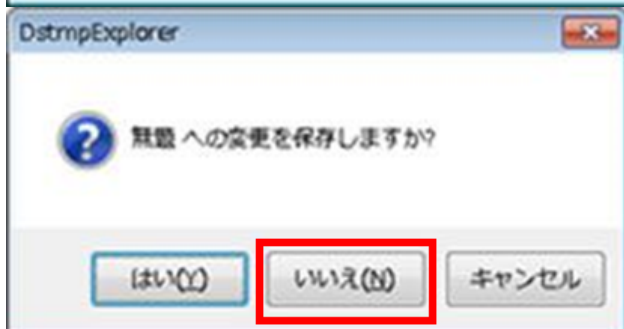 DstmpExplorer
無題 への変更を保存しますか?
はい(Y)
いいえ(N)
キャンセル